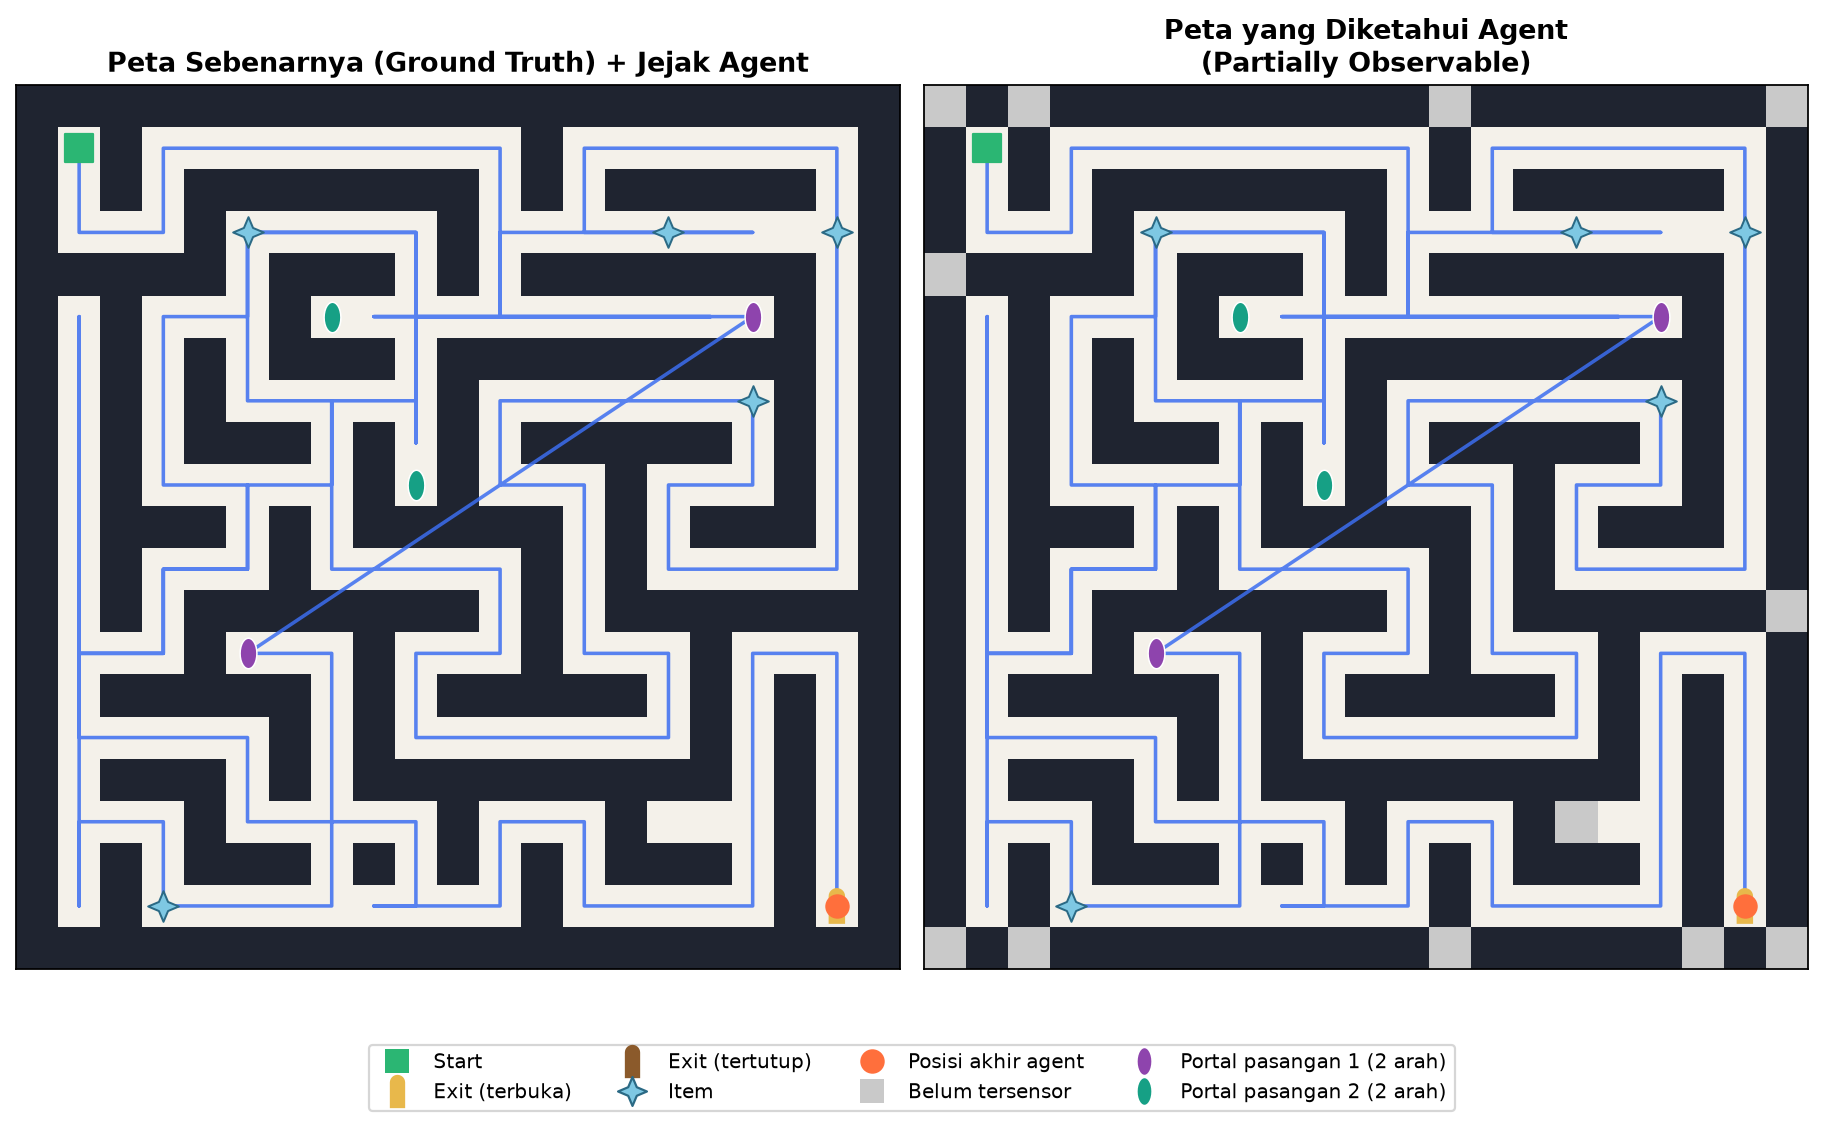 Peta Sebenarnya (Ground Truth) + Jejak Agent
Peta yang Diketahui Agent
(Partially Observable)
Start
Exit (terbuka)
Exit (tertutup)
Item
Posisi akhir agent
Belum tersensor
Portal pasangan 1 (2 arah)
Portal pasangan 2 (2 arah)